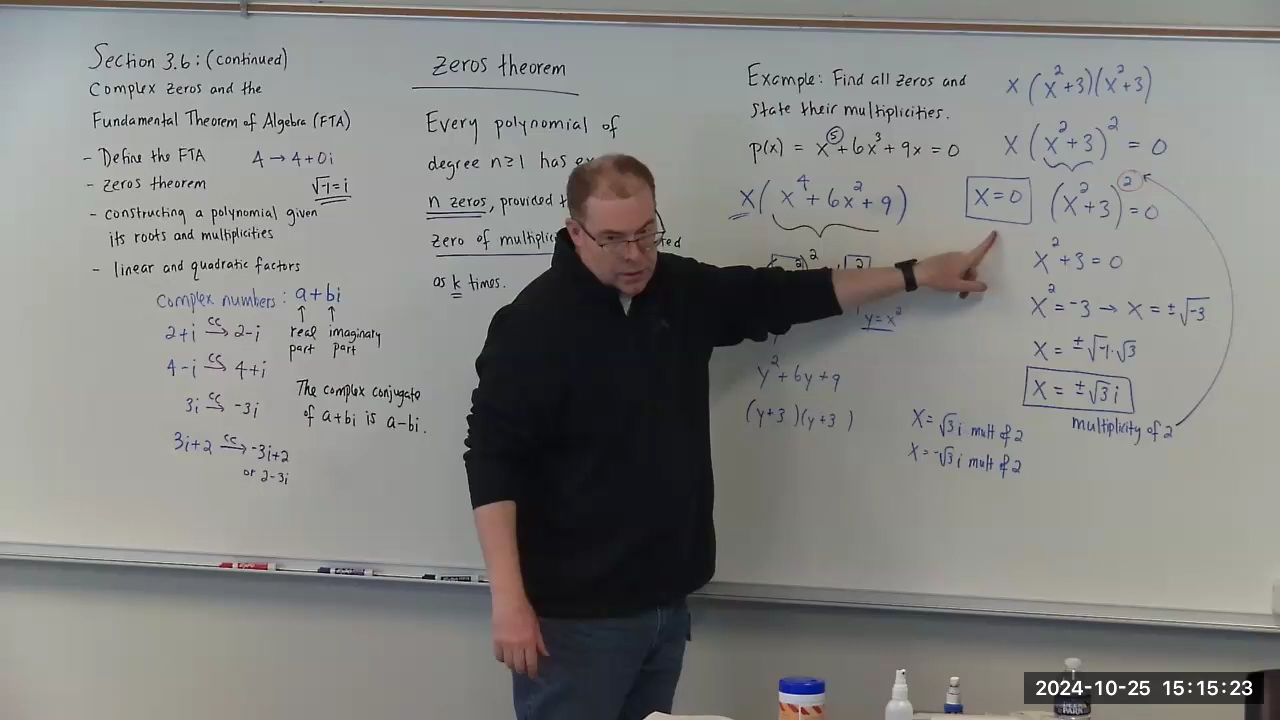 Section 3.6: (continued)
Complex zeros and the
Fundamental Theorem of Algebra (FTA)
- Define the FTA 4 → 4+0i
- zeros theorem √-1 = i
- constructing a polynomial given
its roots and multiplicities
- linear and quadratic factors
Complex numbers: a+bi
↑ ↑
real imaginary
part part
2+i cc→ 2-i
4-i cc→ 4+i
3i cc→ -3i
3i+2 cc→ -3i+2
or 2-3i
The complex conjugate
of a+bi is a-bi.
Zeros theorem
Every polynomial of
degree n≥1 has
n zeros, provided
zero of
as k times.
Example: Find all zeros and
state their multiplicities.
p(x) = x⁵+6x³+9x = 0
x(x⁴+6x²+9)
y=x²
y²+6y+9
(y+3)(y+3)
x(x²+3)(x²+3)
x(x²+3)² = 0
x=0 (x²+3)² = 0
x²+3 = 0
x² = -3 → x = ±√-3
x = ±√-1·√3
x = ±√3i
multiplicity of 2
x = √3i mult of 2
x = -√3i mult of 2
2024-10-25 15:15:23